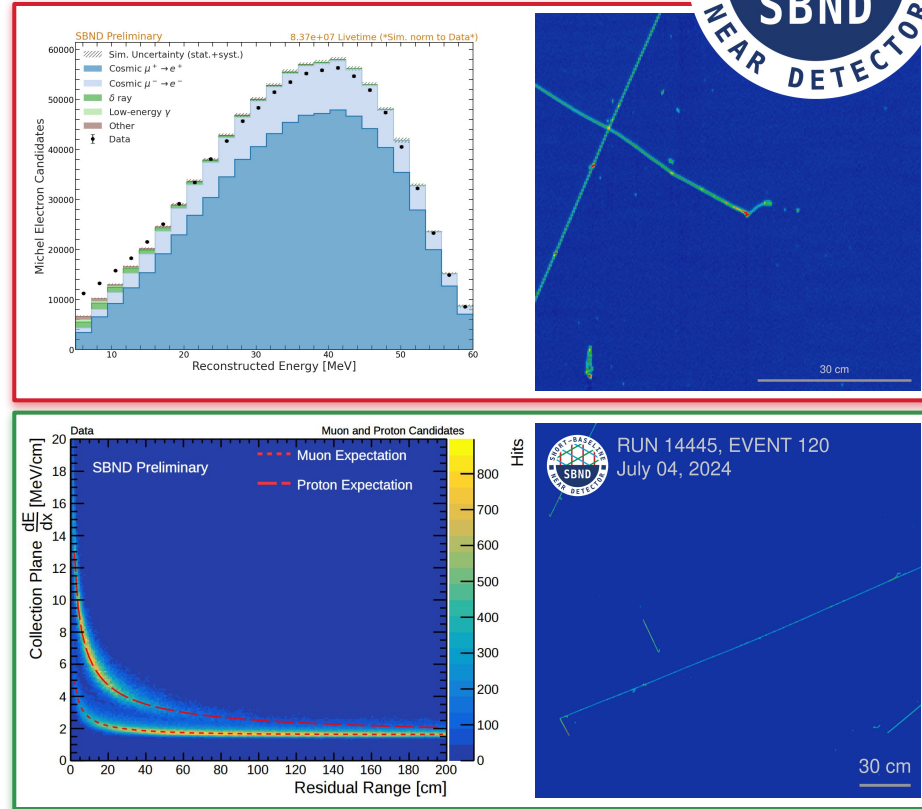 SBND
NEAR DETECTOR
SBND Preliminary
8.37e+07 Livetime (*Sim. norm to Data*)
Sim. Uncertainty (stat.+syst.)
Cosmic μ⁺→e⁺
Cosmic μ⁻→e⁻
δ ray
Low-energy γ
Other
Data
Michel Electron Candidates
60000
50000
40000
30000
20000
10000
0
10 20 30 40 50 60
Reconstructed Energy [MeV]
30 cm
Data
Muon and Proton Candidates
SBND Preliminary
Muon Expectation
Proton Expectation
Collection Plane dE/dx [MeV/cm]
20
18
16
14
12
10
8
6
4
2
0
0 20 40 60 80 100 120 140 160 180 200
Residual Range [cm]
Hits
800
700
600
500
400
300
200
100
0
SHORT-BASELINE
SBND
NEAR DETECTOR
RUN 14445, EVENT 120
July 04, 2024
30 cm